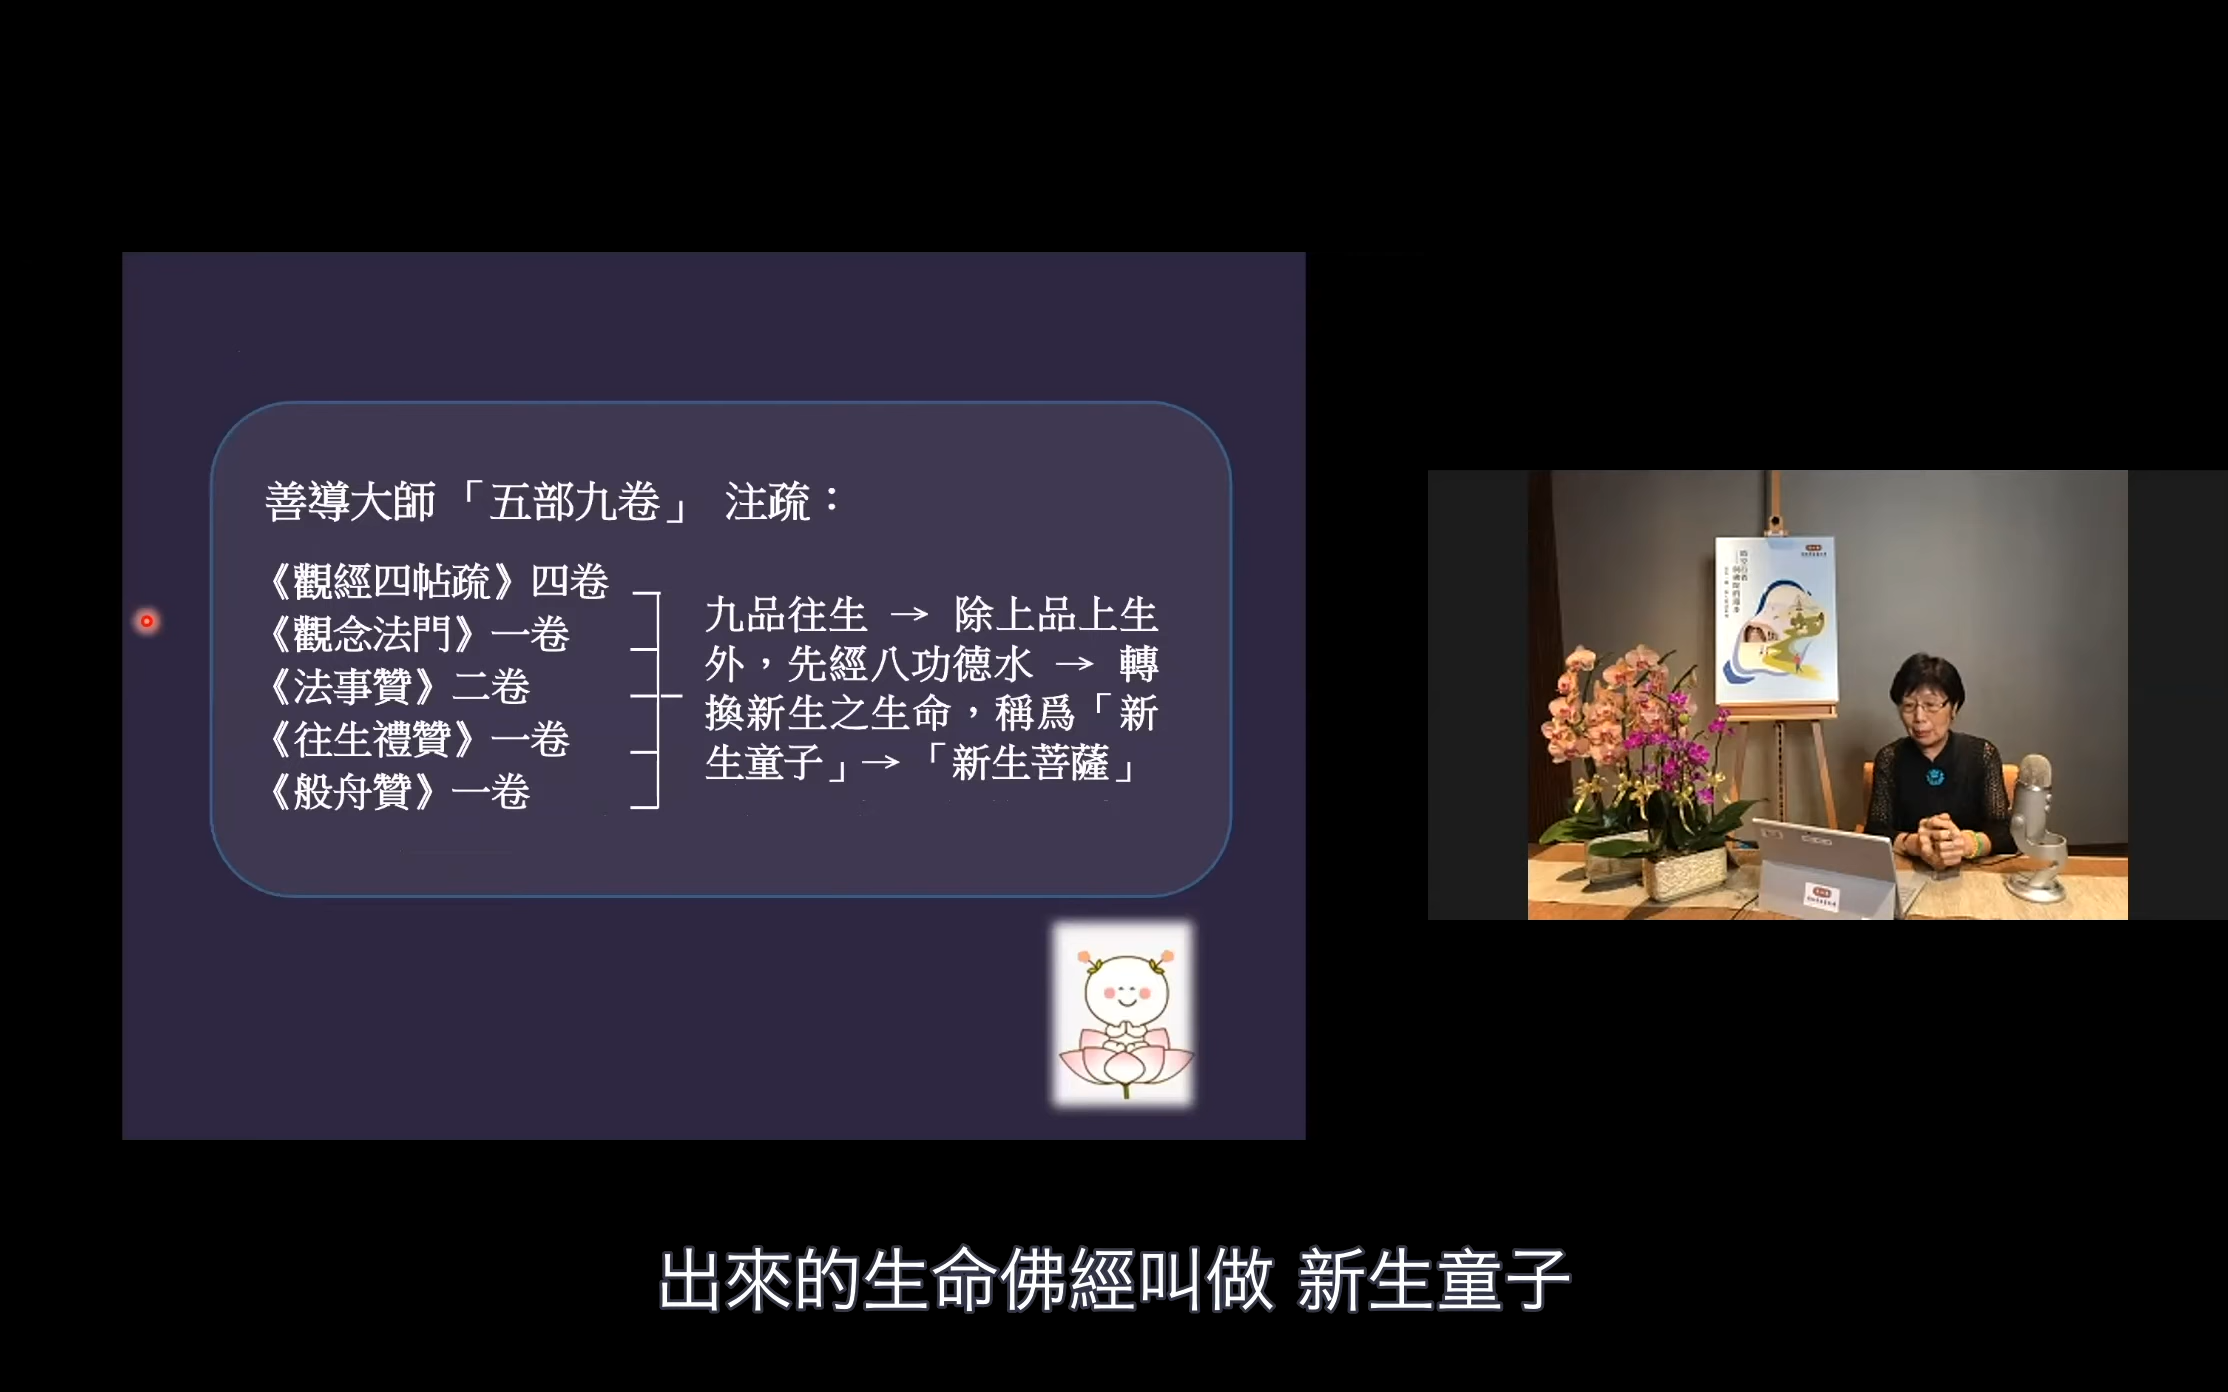 善導大師「五部九卷」 注疏：
《觀經四帖疏》四卷
《觀念法門》一卷
《法事贊》二卷
《往生禮贊》一卷
《般舟贊》一卷
九品往生 → 除上品上生
外，先經八功德水 → 轉
換新生之生命，稱爲「新
生童子」→「新生菩薩」
出來的生命佛經叫做 新生童子